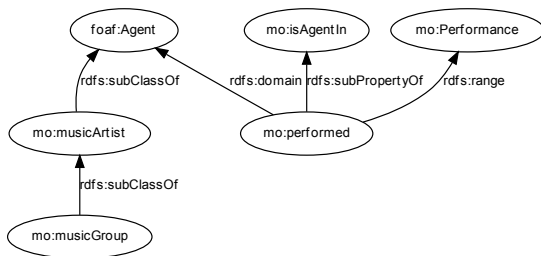 foaf:Agent
mo:isAgentIn
mo:Performance
rdfs:subClassOf
rdfs:domain
rdfs:subPropertyOf
rdfs:range
mo:musicArtist
mo:performed
rdfs:subClassOf
mo:musicGroup